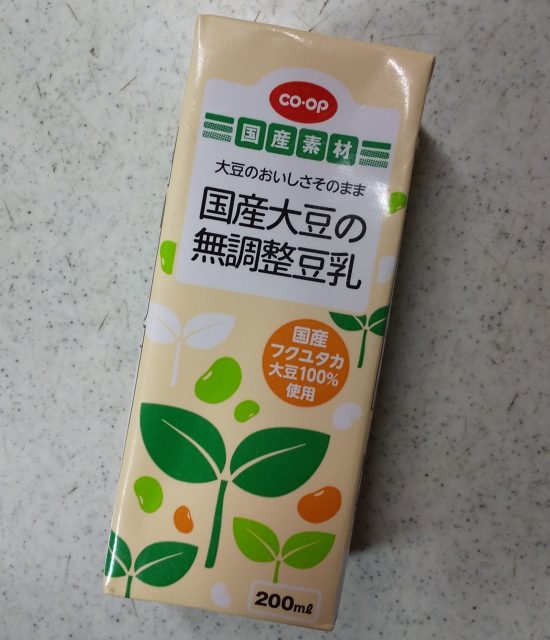 co·op
国産素材
大豆のおいしさそのまま
国産大豆の
無調整豆乳
国産
フクユタカ
大豆100%
使用
200mℓ